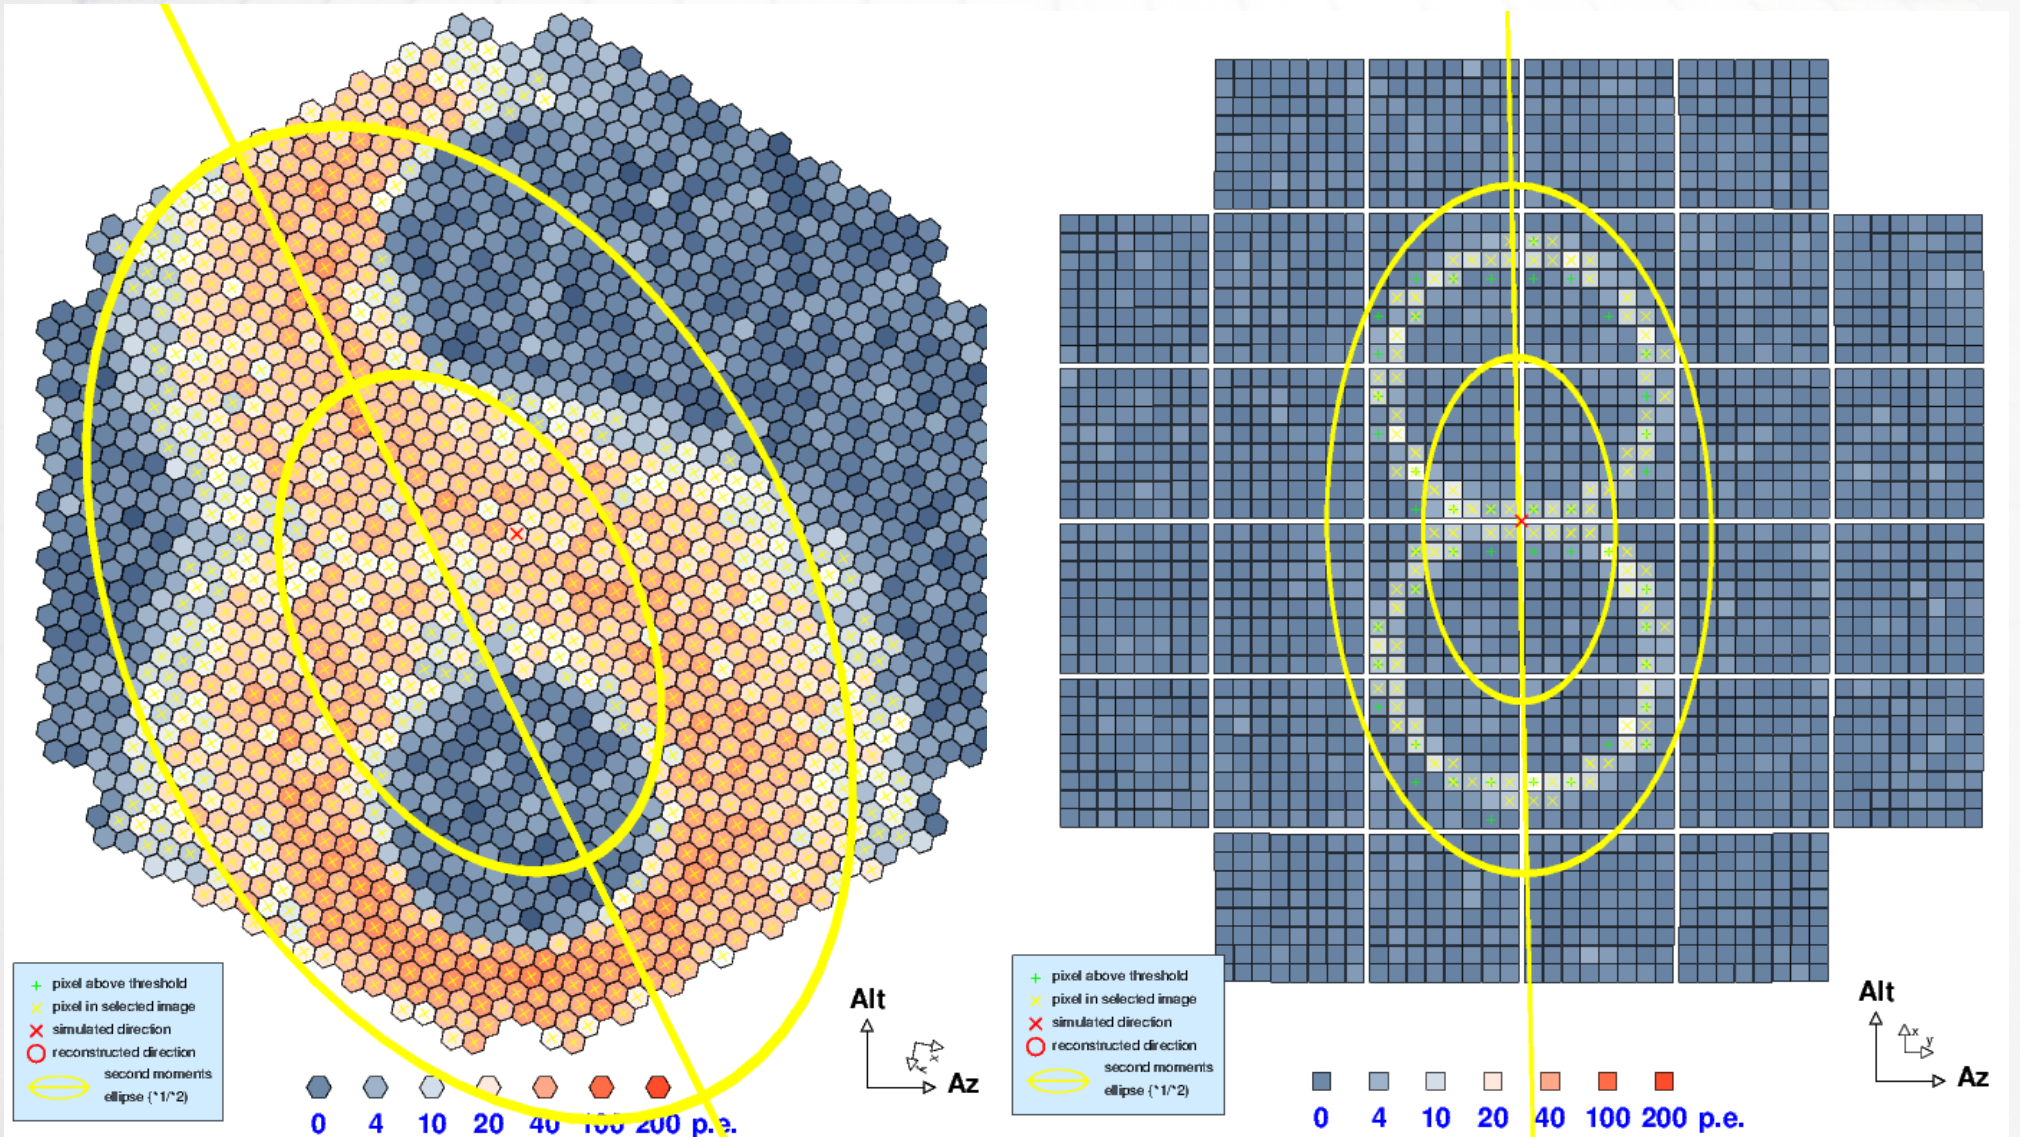 pixel above threshold
pixel in selected image
simulated direction
reconstructed direction
second moments
ellipse (*1/*2)
0 4 10 20 40 100 200 p.e.
Alt
Az
x
pixel above threshold
pixel in selected image
simulated direction
reconstructed direction
second moments
ellipse (*1/*2)
0 4 10 20 40 100 200 p.e.
Alt
x
y
Az